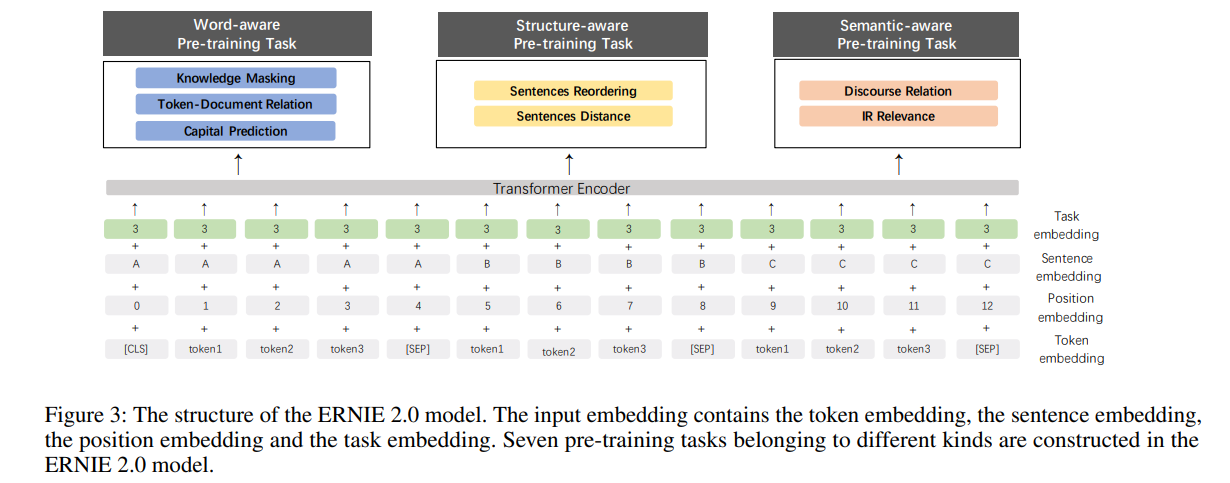 Word-aware
Pre-training Task
Structure-aware
Pre-training Task
Semantic-aware
Pre-training Task
Knowledge Masking
Token-Document Relation
Capital Prediction
Sentences Reordering
Sentences Distance
Discourse Relation
IR Relevance
Transformer Encoder
3 3 3 3 3 3 3 3 3 3 3 3 3
Task
embedding
+ + + + + + + + + + + + +
A A A A A B B B B C C C C
Sentence
embedding
+ + + + + + + + + + + + +
0 1 2 3 4 5 6 7 8 9 10 11 12
Position
embedding
+ + + + + + + + + + + + +
[CLS] token1 token2 token3 [SEP] token1 token2 token3 [SEP] token1 token2 token3 [SEP]
Token
embedding
Figure 3: The structure of the ERNIE 2.0 model. The input embedding contains the token embedding, the sentence embedding,
the position embedding and the task embedding. Seven pre-training tasks belonging to different kinds are constructed in the
ERNIE 2.0 model.